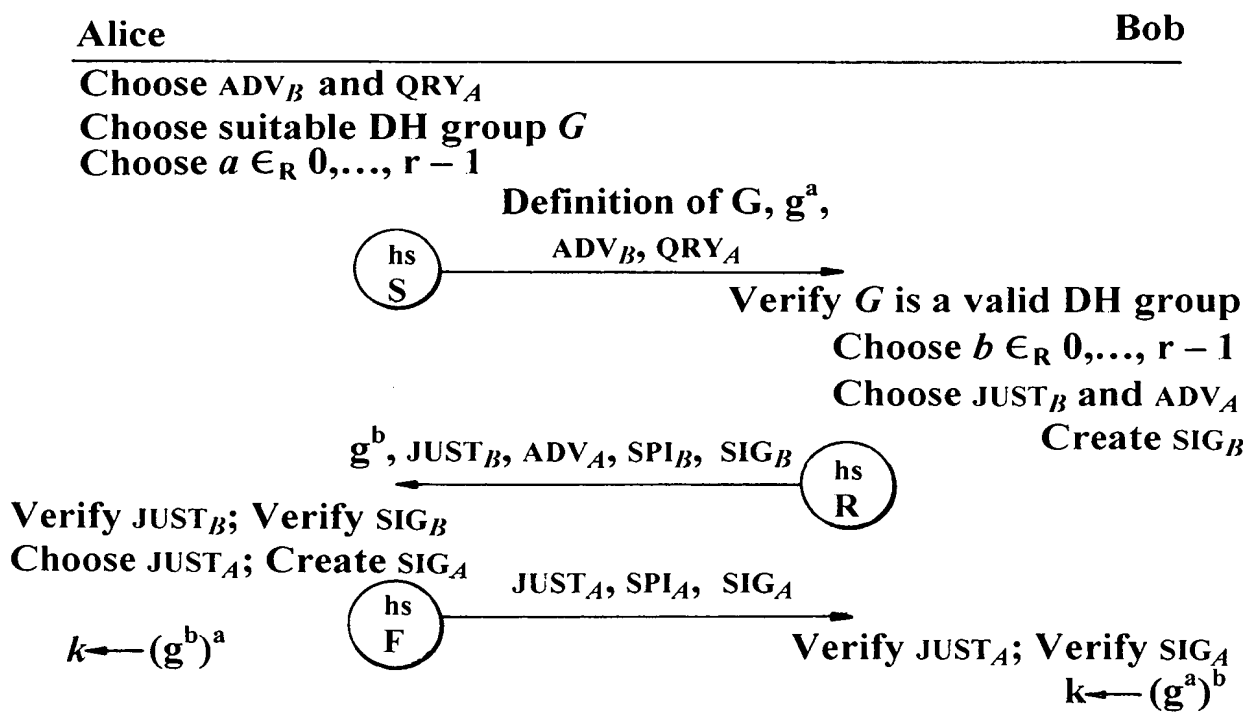 Alice
Bob
Choose ADV_B and QRY_A
Choose suitable DH group G
Choose a ∈_R 0,..., r – 1
Definition of G, g^a,
ADV_B, QRY_A
hs
S
Verify G is a valid DH group
Choose b ∈_R 0,..., r – 1
Choose JUST_B and ADV_A
Create SIG_B
g^b, JUST_B, ADV_A, SPI_B, SIG_B
hs
R
Verify JUST_B; Verify SIG_B
Choose JUST_A; Create SIG_A
JUST_A, SPI_A, SIG_A
hs
F
k ← (g^b)^a
Verify JUST_A; Verify SIG_A
k ← (g^a)^b